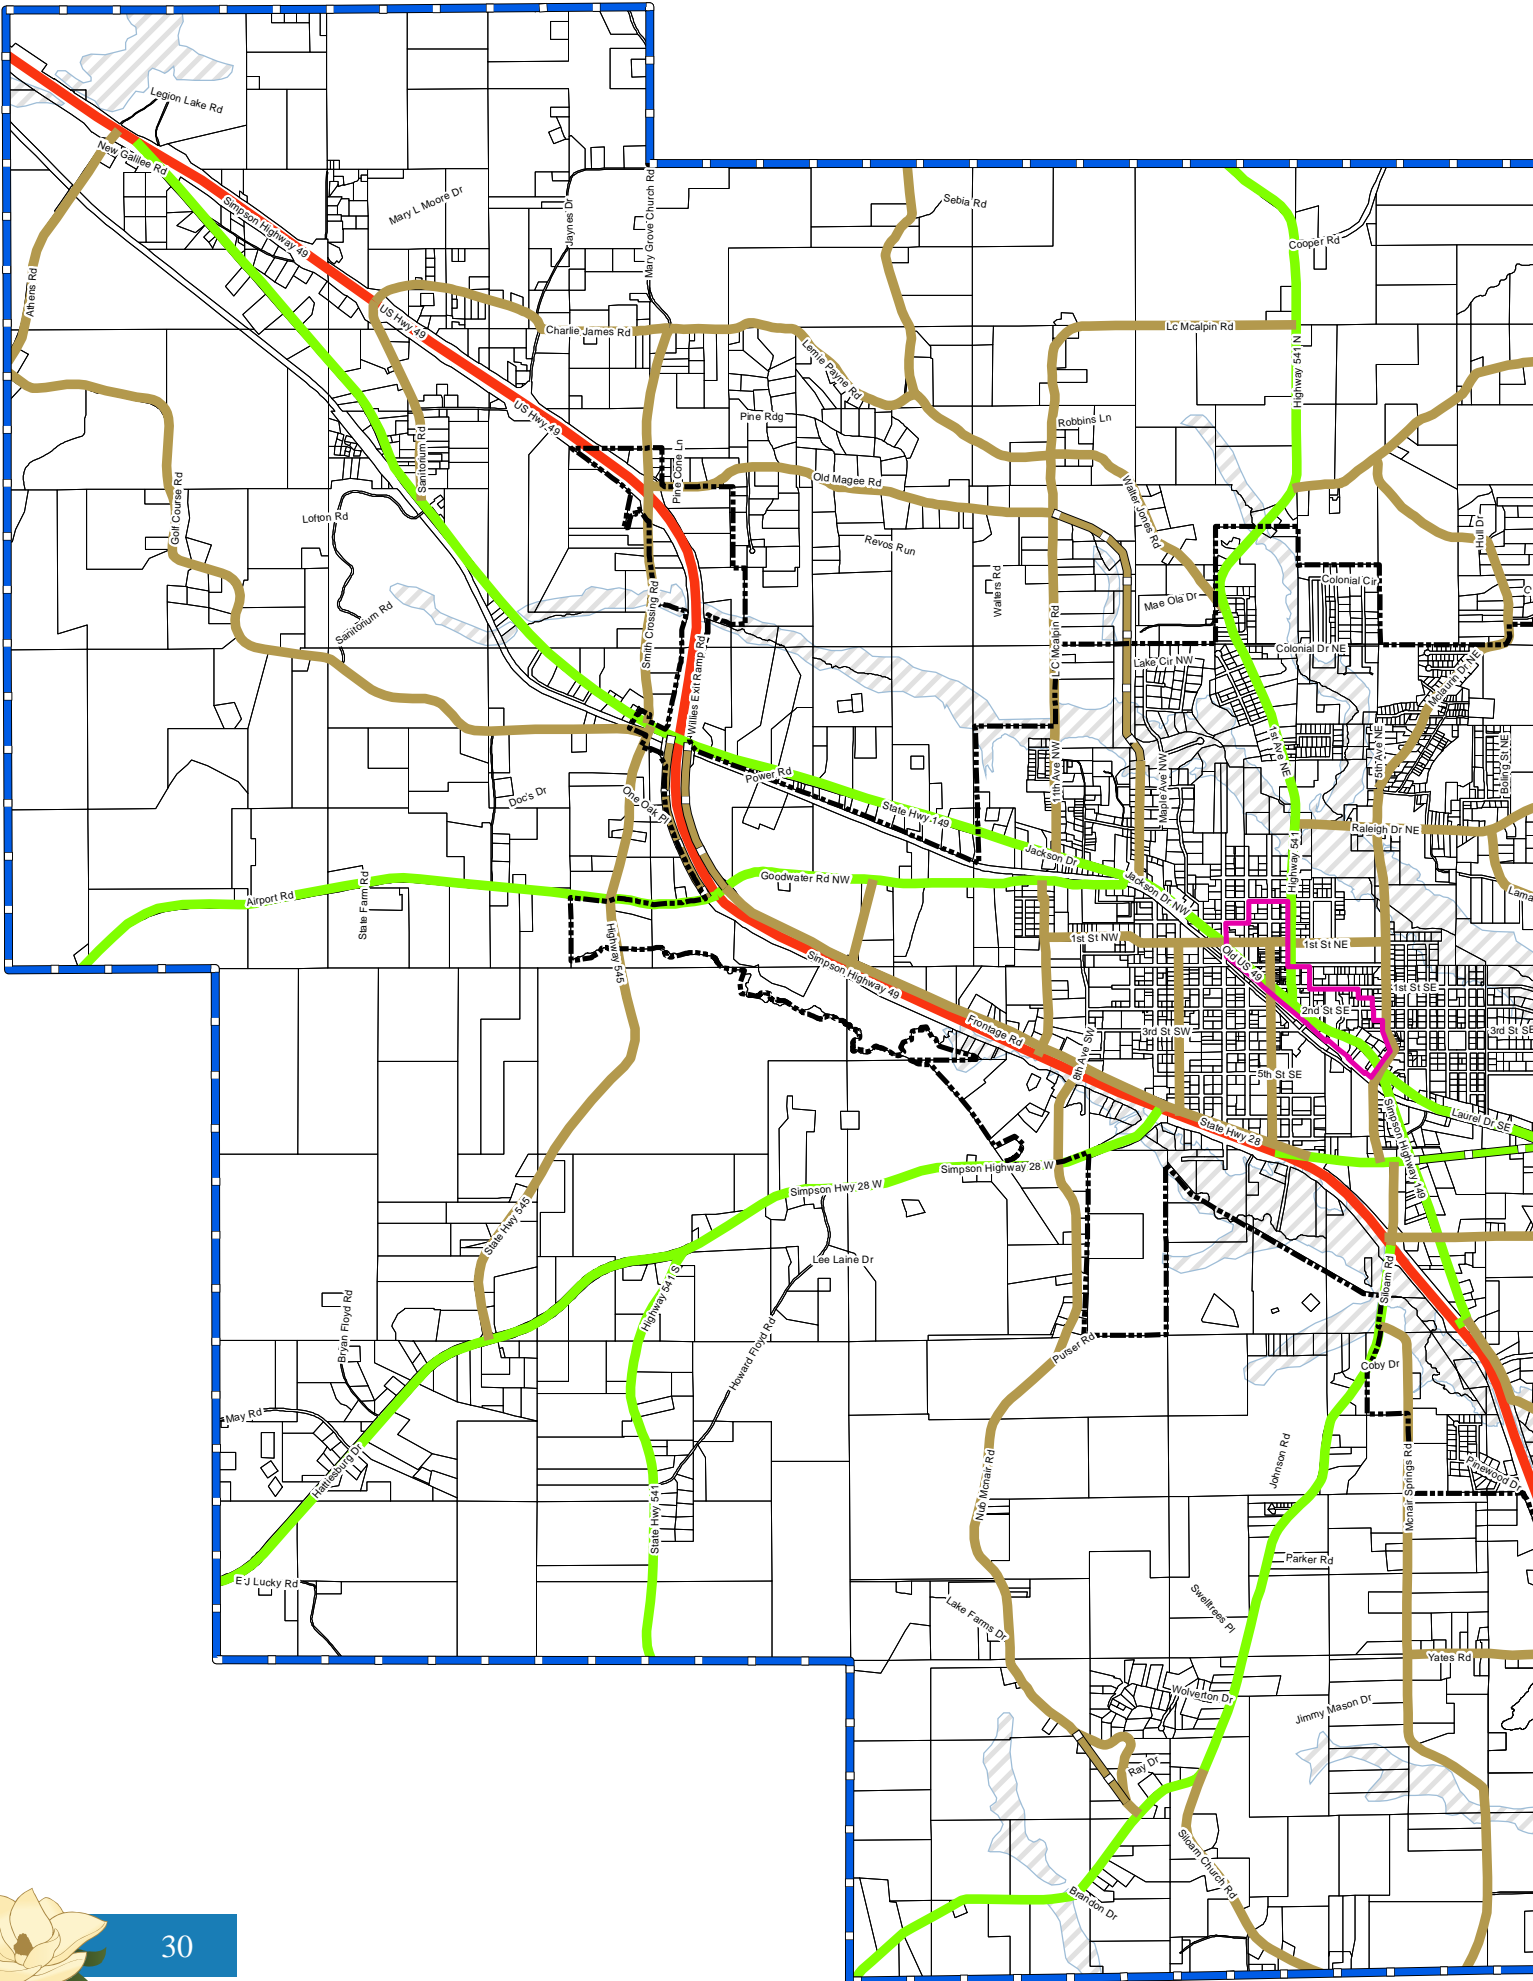 Legion Lake Rd
New Galilee Rd
Mary L Moore Dr
Simpson Highway 49
Jaynes Dr
Mary Grove Church Rd
Sebia Rd
Cooper Rd
Athens Rd
US Hwy 49
Charlie James Rd
Lc Mcalpin Rd
Lemie Payne Rd
Highway 541 N
US Hwy 49
Pine Rdg
Robbins Ln
Sanitorium Rd
Pine Cone Ln
Old Magee Rd
Golf Course Rd
Lofton Rd
Walter Jones Rd
Hull Dr
Revos Run
Walters Rd
Colonial Cir
C
Mae Ola Dr
Sanitorium Rd
Smith Crossing Rd
L C Mcalpin Rd
Colonial Dr NE
Lake Cir NW
Mclaurin Dr NE
Willies Exit Ramp Rd
1st Ave NE
5th Ave NE
Boling St NE
11th Ave NW
Maple Ave NW
Power Rd
Doc's Dr
One Oak Pl
State Hwy 149
Raleigh Dr NE
Jackson Dr
Highway 541
Goodwater Rd NW
Jackson Dr NW
Lama
Airport Rd
State Farm Rd
Highway 545
1st St NW
1st St NE
Old US 49
Simpson Highway 49
1st St SE
2nd St SE
Frontage Rd
3rd St SW
3rd St SE
8th Ave SW
5th St SE
Simpson Highway 149
Laurel Dr SE
State Hwy 28
Simpson Highway 28 W
Simpson Hwy 28 W
State Hwy 545
Lee Laine Dr
Highway 541 S
Siloam Rd
Bryan Floyd Rd
Howard Floyd Rd
Purser Rd
Coby Dr
May Rd
Hattiesburg Dr
Johnson Rd
Pinewood Dr
Nub Mcnair Rd
Mcnair Springs Rd
State Hwy 541
Parker Rd
E J Lucky Rd
Swelltrees Pl
Lake Farms Dr
Yates Rd
Wolverton Dr
Jimmy Mason Dr
Ray Dr
Siloam Church Rd
Brandon Dr
30